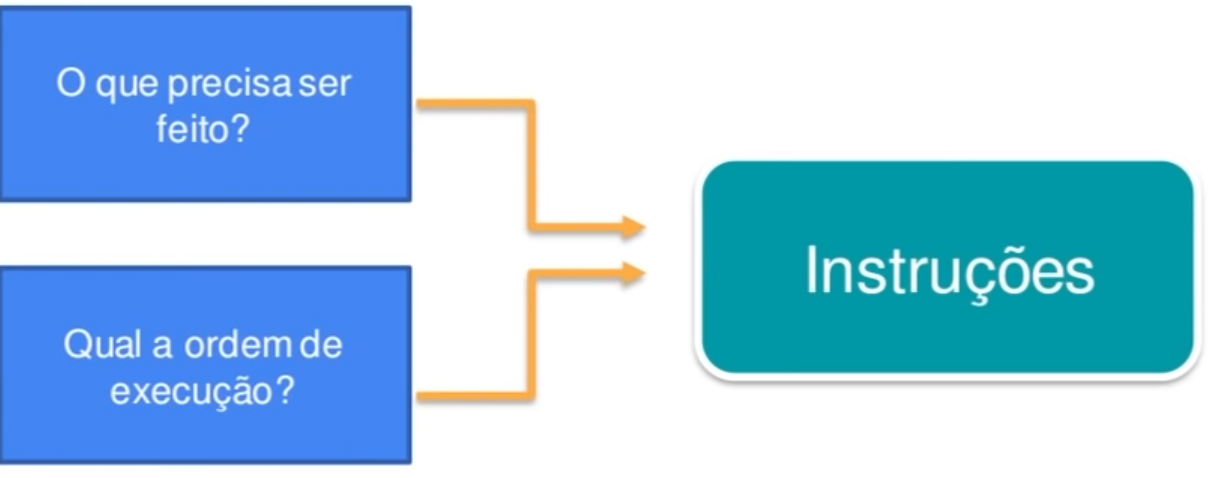 O que precisa ser
feito?
Qual a ordem de
execução?
Instruções